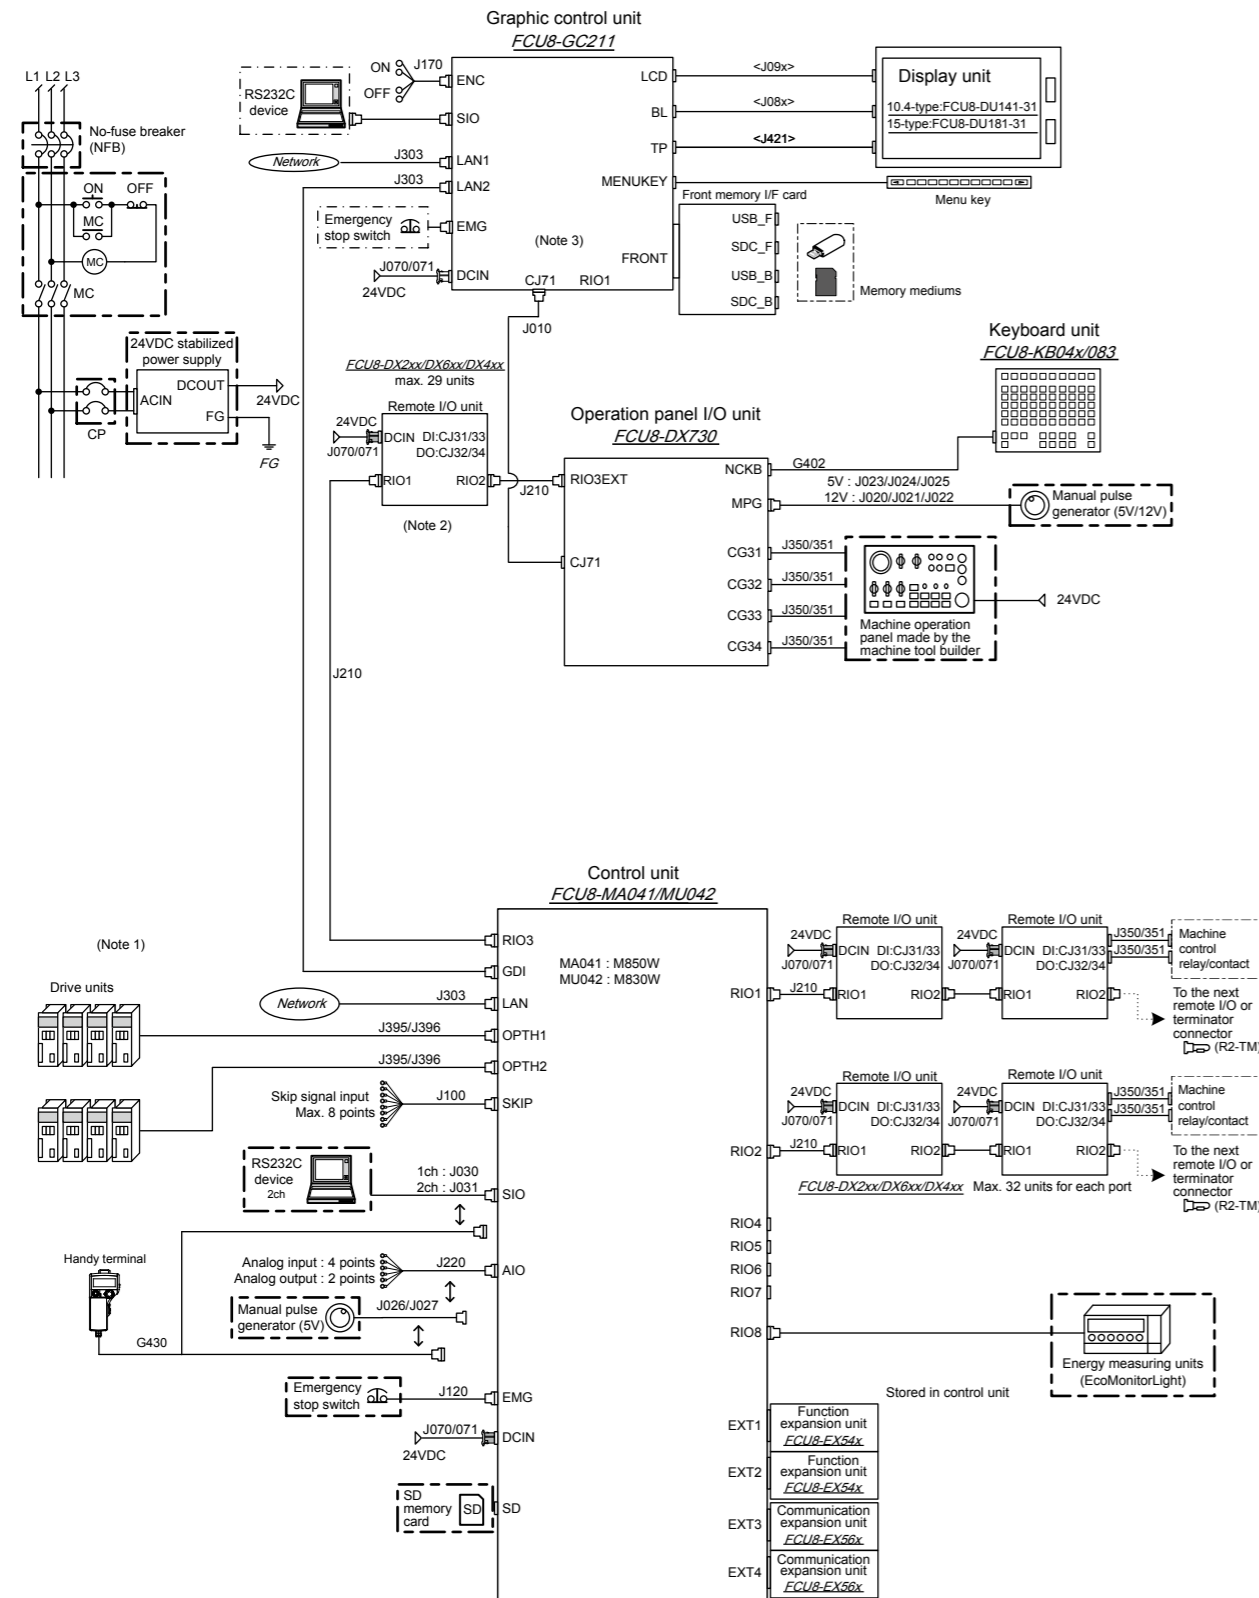 Graphic control unit
FCU8-GC211
L1 L2 L3
No-fuse breaker
(NFB)
ON
OFF
MC
MC
MC
24VDC stabilized
power supply
DCOUT
ACIN
FG
24VDC
CP
FG
RS232C
device
ON
OFF
J170
ENC
SIO
Network
J303
LAN1
J303
LAN2
Emergency
stop switch
EMG
J070/071
24VDC
DCIN
(Note 3)
CJ71
RIO1
J010
LCD
BL
TP
MENUKEY
FRONT
<J09x>
<J08x>
<J421>
Display unit
10.4-type:FCU8-DU141-31
15-type:FCU8-DU181-31
Menu key
Front memory I/F card
USB_F
SDC_F
USB_B
SDC_B
Memory mediums
FCU8-DX2xx/DX6xx/DX4xx
max. 29 units
Remote I/O unit
24VDC
J070/071
DCIN DI:CJ31/33
DO:CJ32/34
RIO1
RIO2
J210
(Note 2)
Operation panel I/O unit
FCU8-DX730
RIO3EXT
CJ71
NCKB
MPG
CG31
CG32
CG33
CG34
Keyboard unit
FCU8-KB04x/083
G402
5V : J023/J024/J025
12V : J020/J021/J022
Manual pulse
generator (5V/12V)
J350/351
J350/351
J350/351
J350/351
Machine operation
panel made by the
machine tool builder
24VDC
J210
Control unit
FCU8-MA041/MU042
MA041 : M850W
MU042 : M830W
(Note 1)
Drive units
RIO3
GDI
Network
J303
LAN
J395/J396
OPTH1
J395/J396
OPTH2
Skip signal input
Max. 8 points
J100
SKIP
RS232C
device
2ch
1ch : J030
2ch : J031
SIO
Handy terminal
G430
Analog input : 4 points
Analog output : 2 points
J220
AIO
Manual pulse
generator (5V)
J026/J027
Emergency
stop switch
J120
EMG
J070/071
24VDC
DCIN
SD
memory
card
SD
SD
RIO1
J210
Remote I/O unit
24VDC
J070/071
DCIN DI:CJ31/33
DO:CJ32/34
RIO1
RIO2
Remote I/O unit
24VDC
J070/071
DCIN DI:CJ31/33
DO:CJ32/34
RIO1
RIO2
J350/351
J350/351
Machine
control
relay/contact
To the next
remote I/O or
terminator
connector
(R2-TM)
RIO2
J210
Remote I/O unit
24VDC
J070/071
DCIN DI:CJ31/33
DO:CJ32/34
RIO1
RIO2
Remote I/O unit
24VDC
J070/071
DCIN DI:CJ31/33
DO:CJ32/34
RIO1
RIO2
J350/351
J350/351
Machine
control
relay/contact
To the next
remote I/O or
terminator
connector
(R2-TM)
FCU8-DX2xx/DX6xx/DX4xx Max. 32 units for each port
RIO4
RIO5
RIO6
RIO7
RIO8
Energy measuring units
(EcoMonitorLight)
Stored in control unit
EXT1
Function
expansion unit
FCU8-EX54x
EXT2
Function
expansion unit
FCU8-EX54x
EXT3
Communication
expansion unit
FCU8-EX56x
EXT4
Communication
expansion unit
FCU8-EX56x